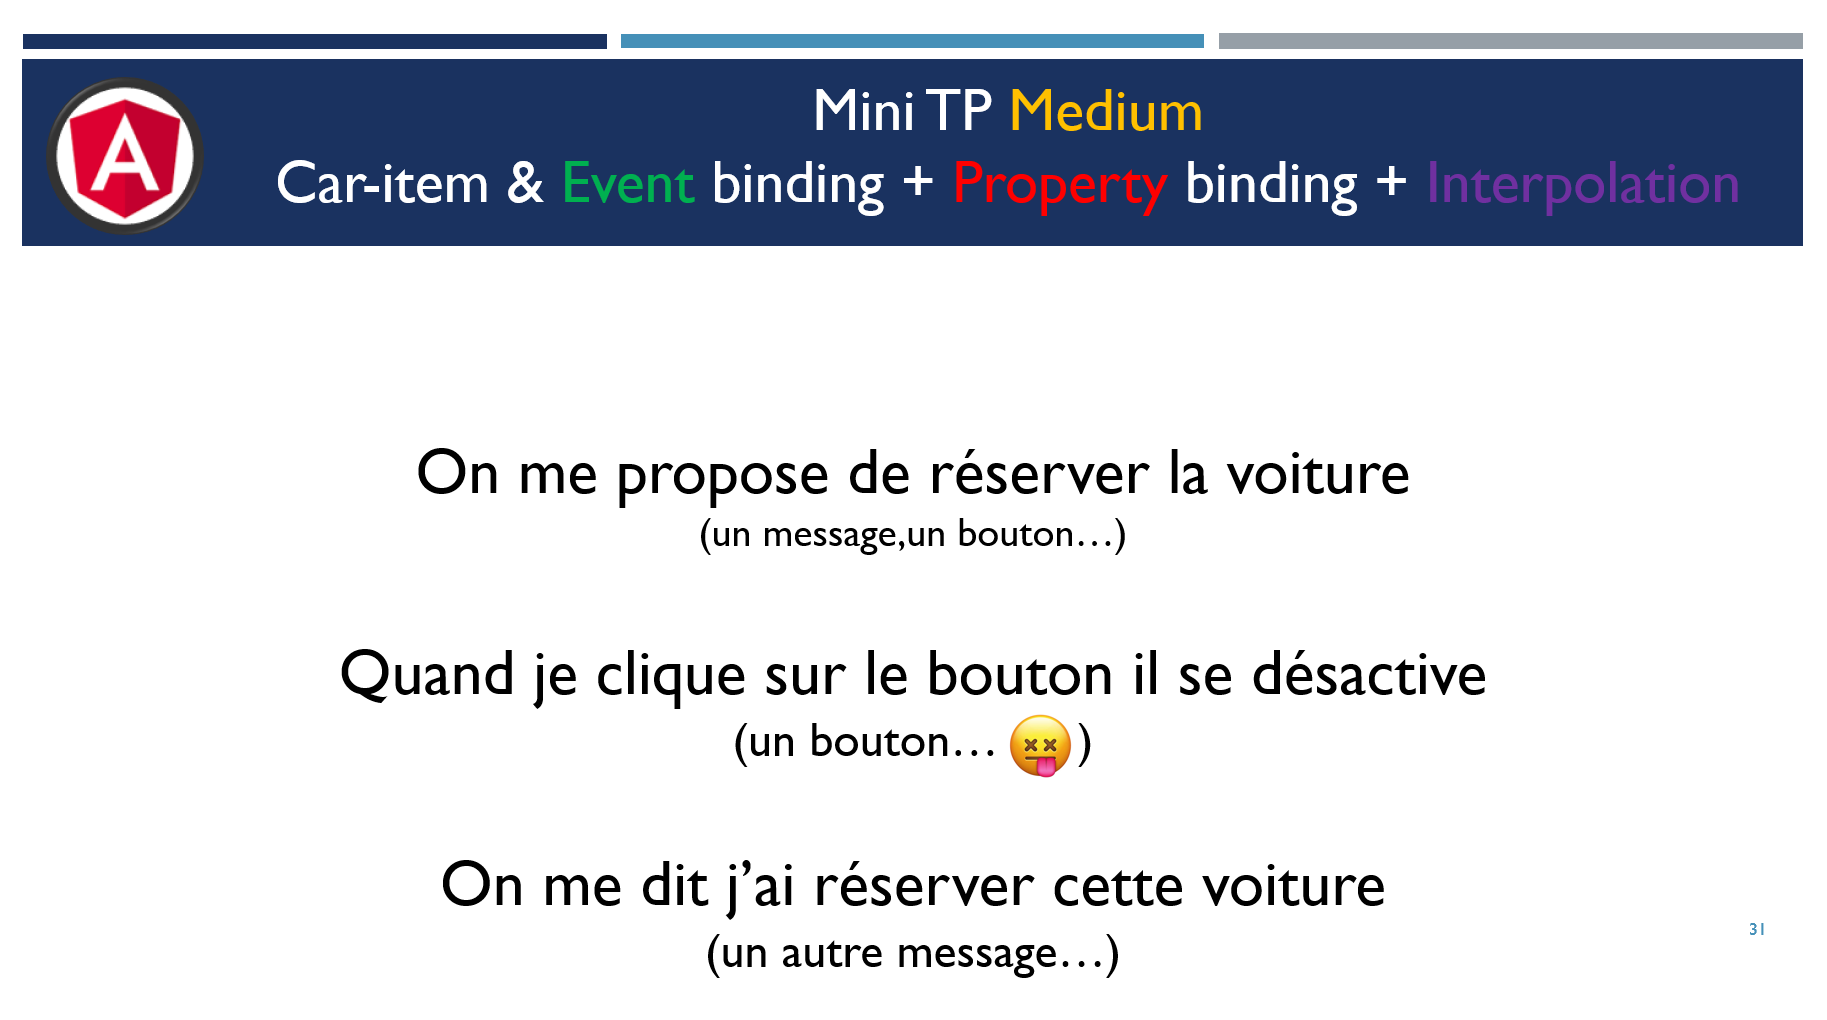 Mini TP Medium
Car-item & Event binding + Property binding + Interpolation
On me propose de réserver la voiture
(un message,un bouton…)
Quand je clique sur le bouton il se désactive
(un bouton… 😝)
On me dit j’ai réserver cette voiture
(un autre message…)
31